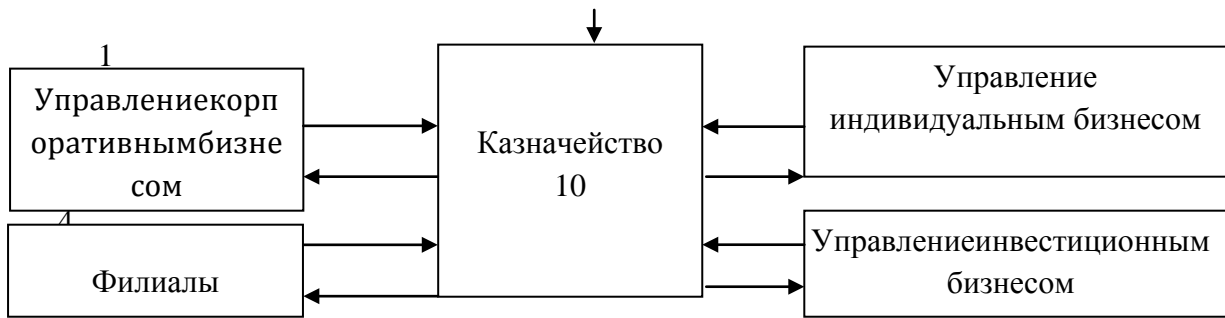 1
Управлениекорп
оративнымбизне
сом
4
Филиалы
Казначейство
10
Управление
индивидуальным бизнесом
Управлениеинвестиционным
бизнесом